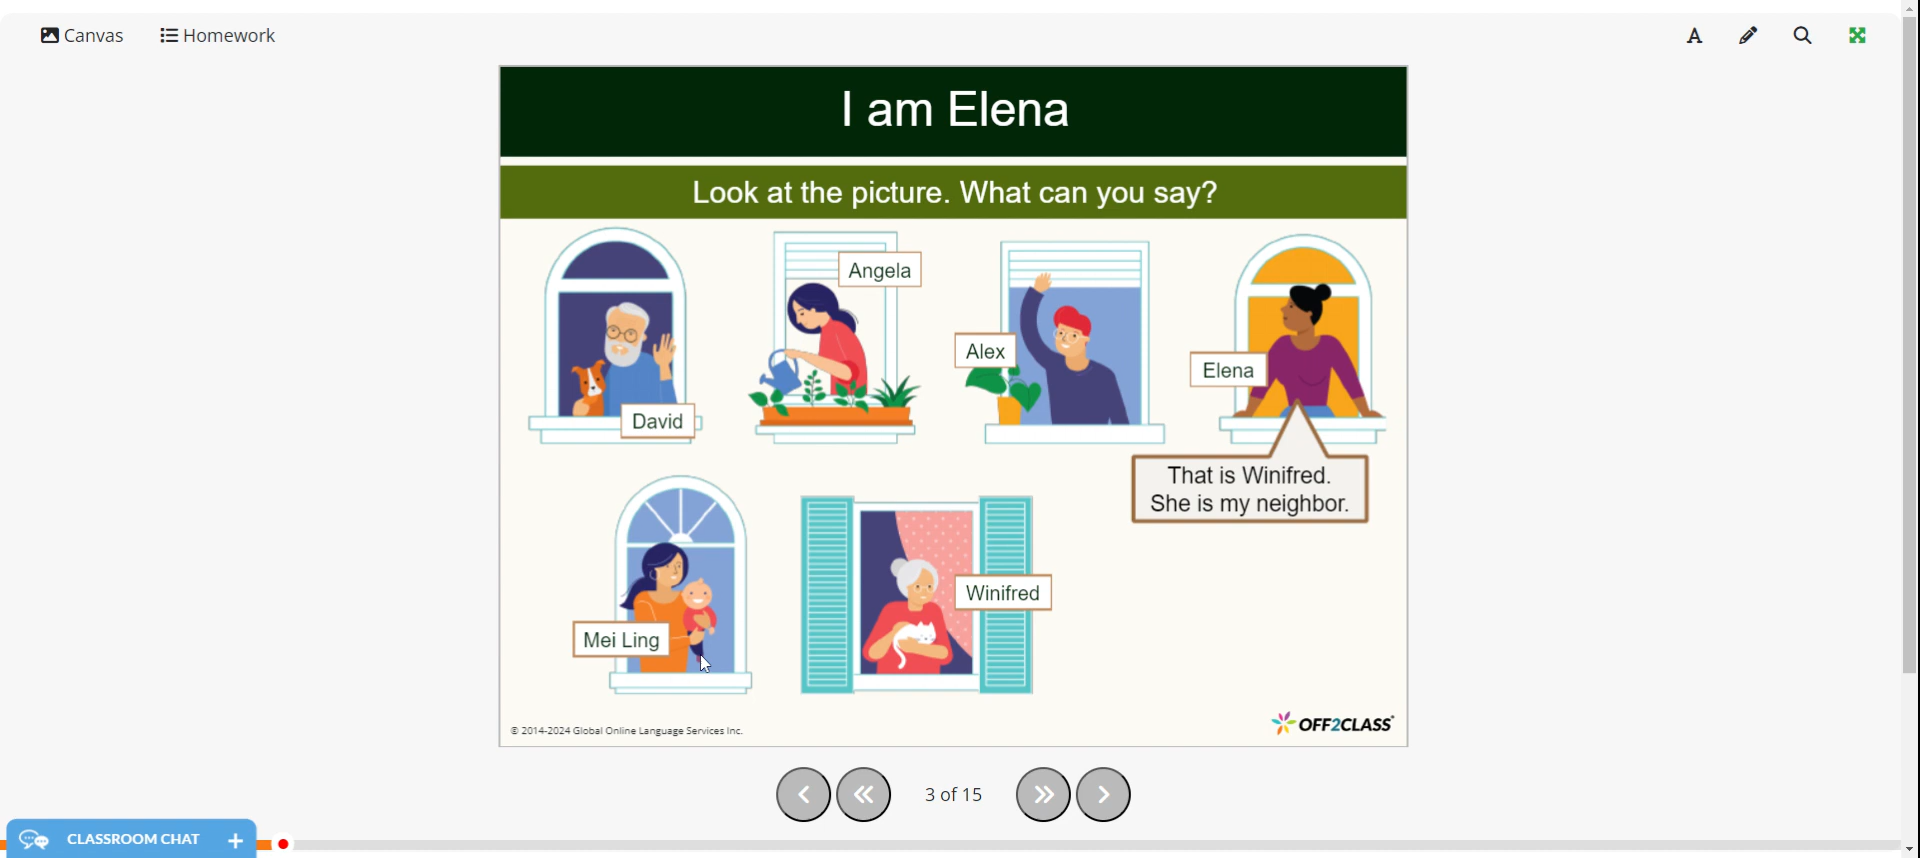 Canvas
Homework
A
I am Elena
Look at the picture. What can you say?
Angela
Alex
Elena
David
That is Winifred.
She is my neighbor.
Winifred
Mei Ling
© 2014-2024 Global Online Language Services Inc.
OFF2CLASS®
3 of 15
CLASSROOM CHAT +